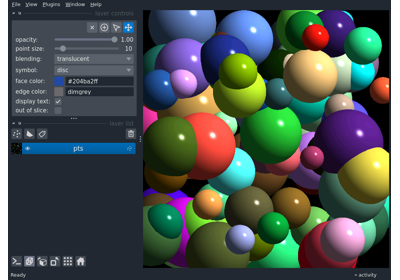 File View Plugins Window Help
layer controls
opacity: 1.00
point size: 10
blending: translucent
symbol: disc
face color: #204ba2ff
edge color: dimgrey
display text:
out of slice:
layer list
pts
Ready
activity